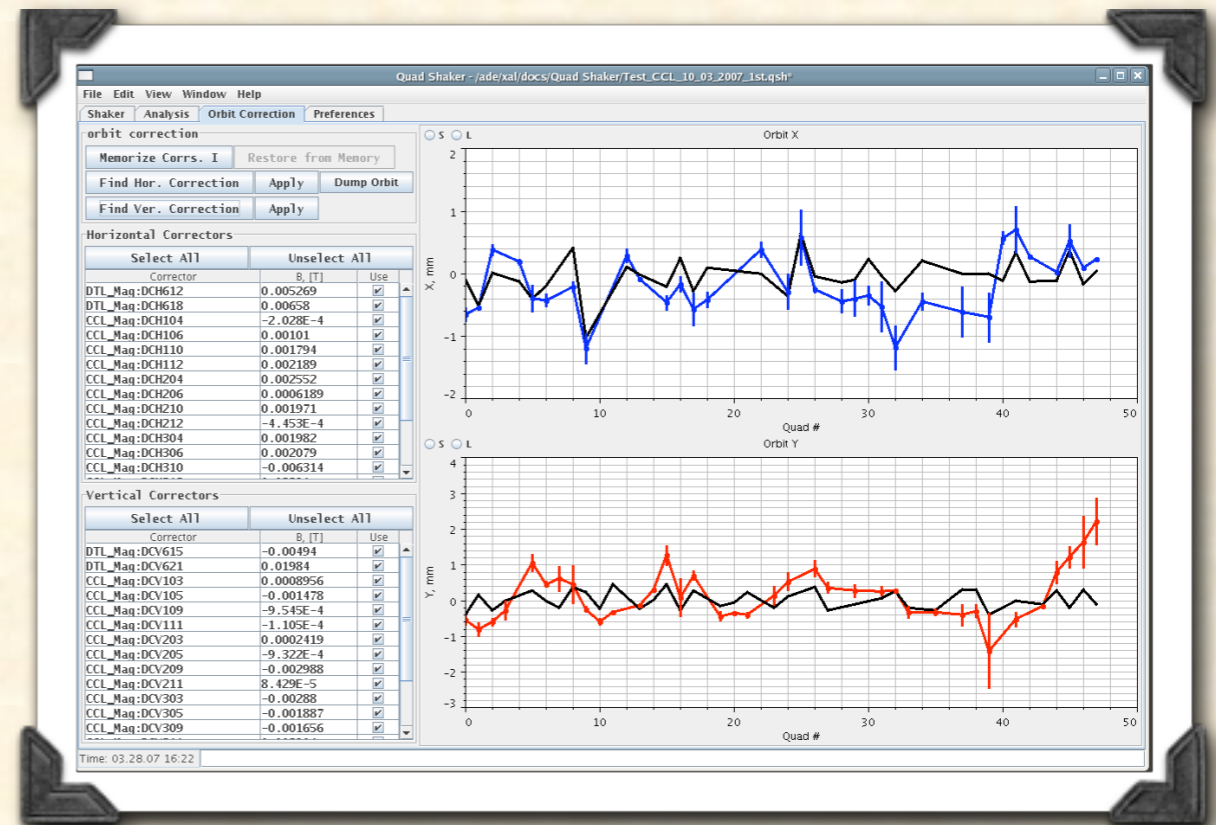 Quad Shaker - /ade/xal/docs/Quad Shaker/Test_CCL_10_03_2007_1st.qsh*
File Edit View Window Help
Shaker Analysis Orbit Correction Preferences
orbit correction
Memorize Corrs. I Restore from Memory
Find Hor. Correction Apply Dump Orbit
Find Ver. Correction Apply
Horizontal Correctors
Select All Unselect All
Corrector B, [T] Use
DTL_Mag:DCH612 0.005269
DTL_Mag:DCH618 0.00658
CCL_Mag:DCH104 -2.028E-4
CCL_Mag:DCH106 0.00101
CCL_Mag:DCH110 0.001794
CCL_Mag:DCH112 0.002189
CCL_Mag:DCH204 0.002552
CCL_Mag:DCH206 0.0006189
CCL_Mag:DCH210 0.001971
CCL_Mag:DCH212 -4.453E-4
CCL_Mag:DCH304 0.001982
CCL_Mag:DCH306 0.002079
CCL_Mag:DCH310 -0.006314
Vertical Correctors
Select All Unselect All
Corrector B, [T] Use
DTL_Mag:DCV615 -0.00494
DTL_Mag:DCV621 0.01984
CCL_Mag:DCV103 0.0008956
CCL_Mag:DCV105 -0.001478
CCL_Mag:DCV109 -9.545E-4
CCL_Mag:DCV111 -1.105E-4
CCL_Mag:DCV203 0.0002419
CCL_Mag:DCV205 -9.322E-4
CCL_Mag:DCV209 -0.002988
CCL_Mag:DCV211 8.429E-5
CCL_Mag:DCV303 -0.00288
CCL_Mag:DCV305 -0.001887
CCL_Mag:DCV309 -0.001656
Time: 03.28.07 16:22
S L Orbit X
X, mm
2
1
0
-1
-2
0 10 20 30 40 50
Quad #
S L Orbit Y
Y, mm
4
3
2
1
0
-1
-2
-3
0 10 20 30 40 50
Quad #